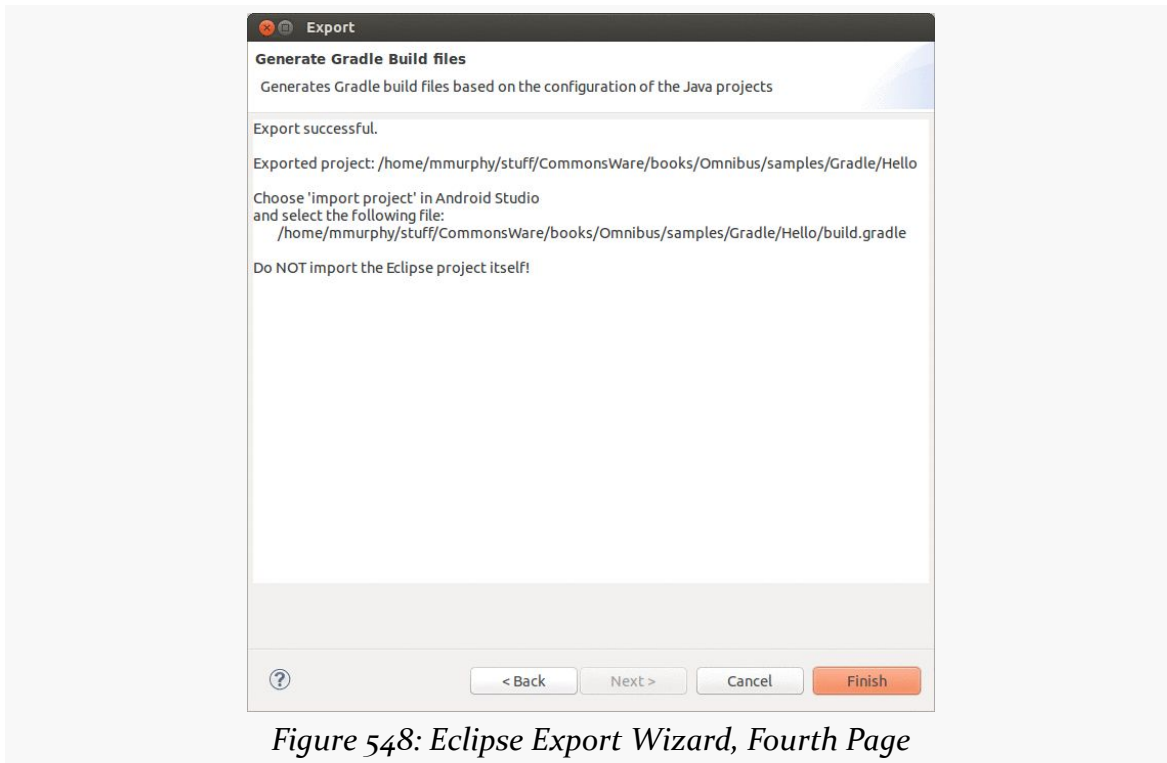 Export
Generate Gradle Build files
Generates Gradle build files based on the configuration of the Java projects
Export successful.
Exported project: /home/mmurphy/stuff/CommonsWare/books/Omnibus/samples/Gradle/Hello
Choose 'import project' in Android Studio
and select the following file:
/home/mmurphy/stuff/CommonsWare/books/Omnibus/samples/Gradle/Hello/build.gradle
Do NOT import the Eclipse project itself!
? < Back Next > Cancel Finish
Figure 548: Eclipse Export Wizard, Fourth Page